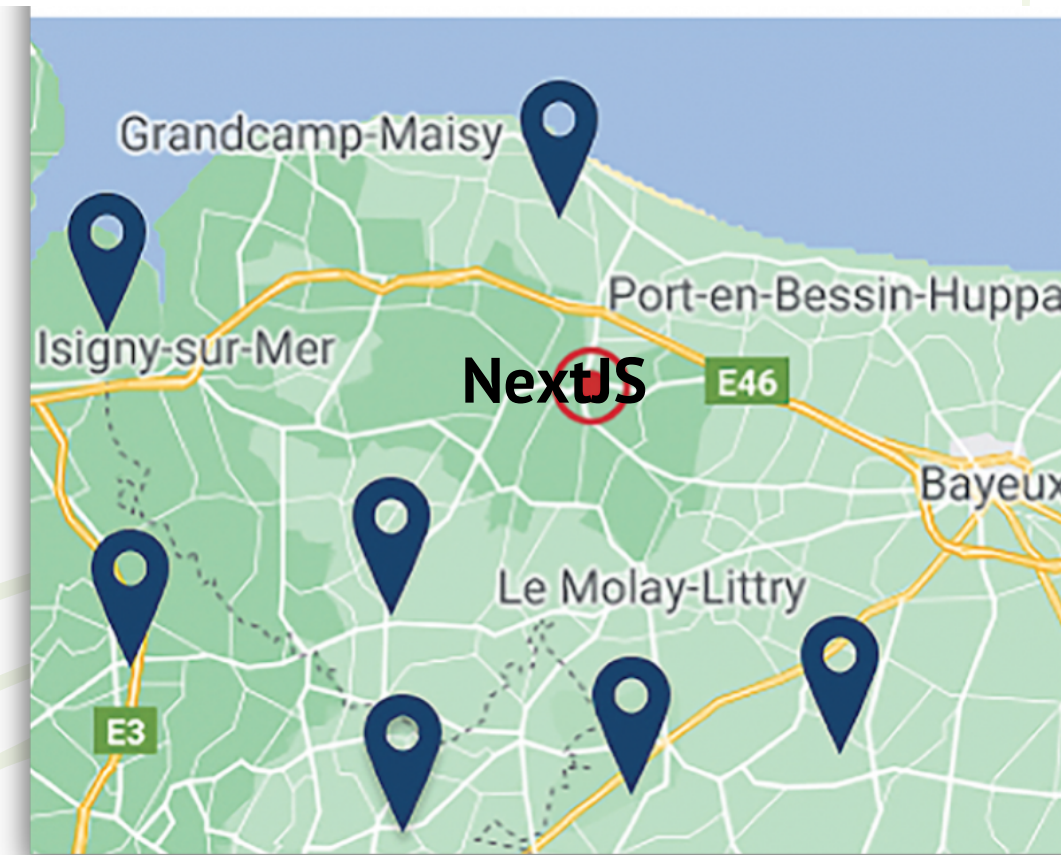 Grandcamp-Maisy
Port-en-Bessin-Huppa
Isigny-sur-Mer
NextJS
E46
Bayeux
Le Molay-Littry
E3